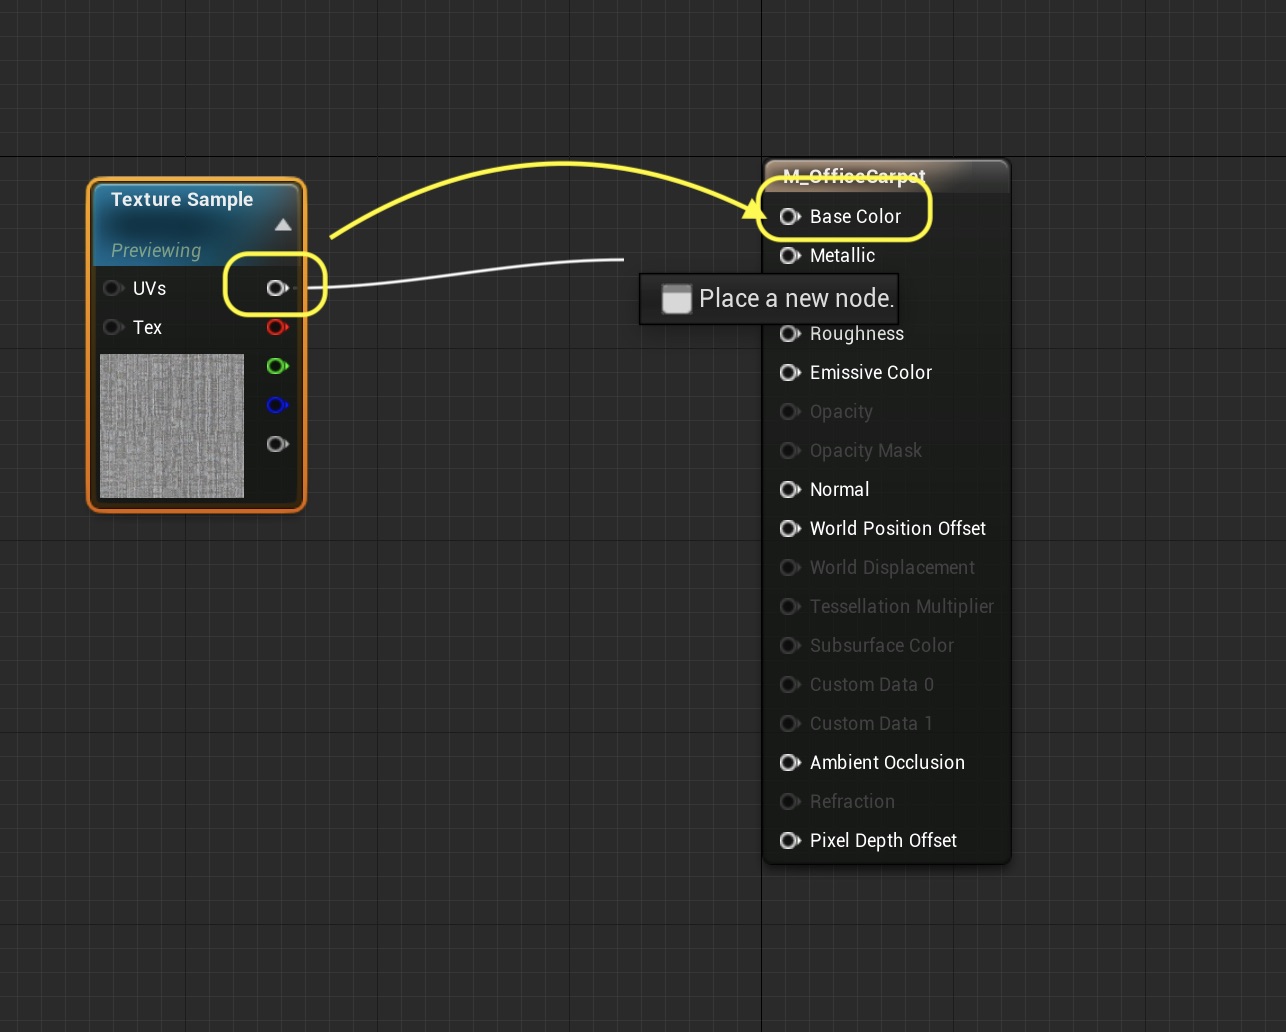 Texture Sample
Previewing
UVs
Tex
M_OfficeCarpet
Base Color
Metallic
Place a new node.
Roughness
Emissive Color
Opacity
Opacity Mask
Normal
World Position Offset
World Displacement
Tessellation Multiplier
Subsurface Color
Custom Data 0
Custom Data 1
Ambient Occlusion
Refraction
Pixel Depth Offset